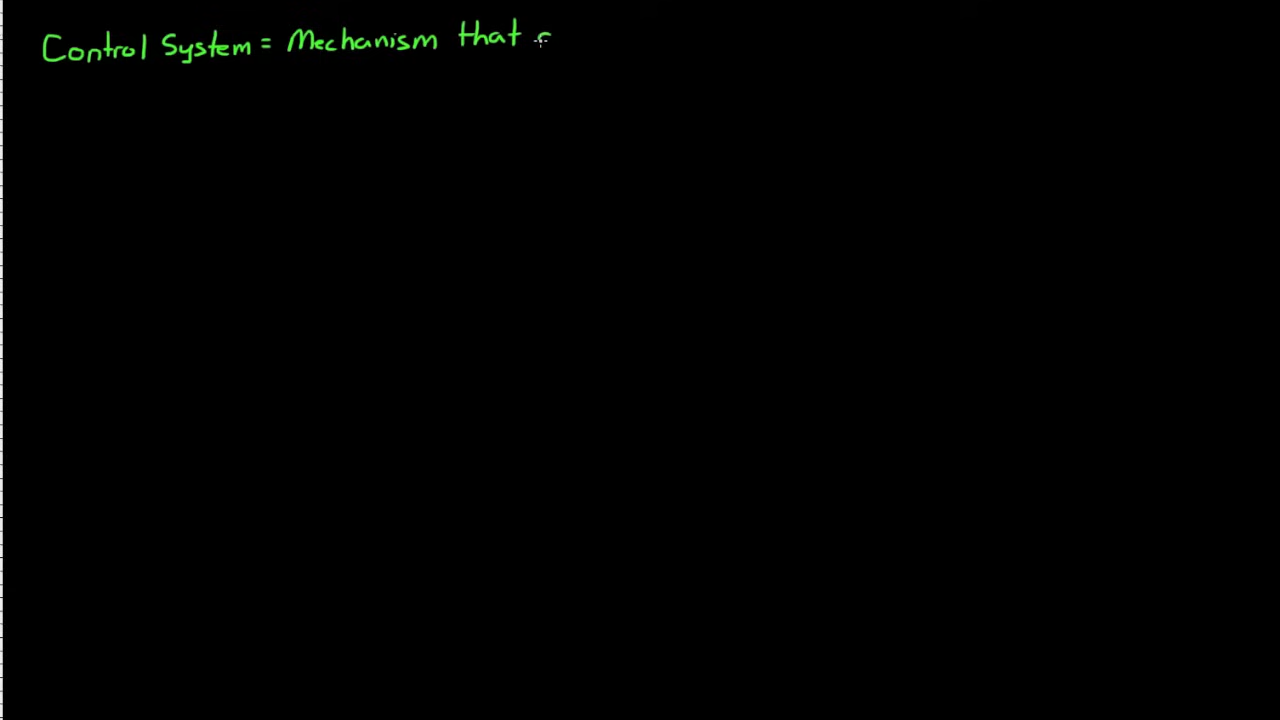 Control System = Mechanism that